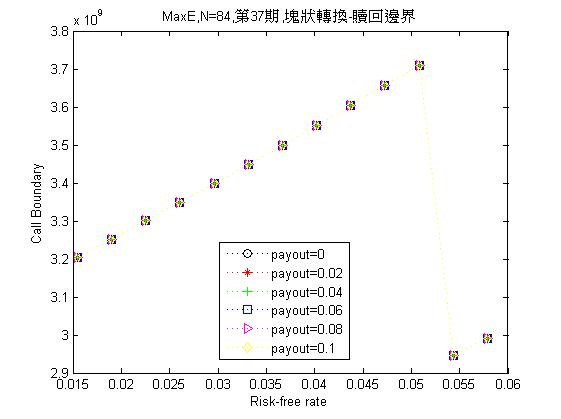 MaxE,N=84,第37期,塊狀轉換-贖回邊界
x 10^9
3.8
3.7
3.6
3.5
3.4
3.3
3.2
3.1
3
2.9
Call Boundary
payout=0
payout=0.02
payout=0.04
payout=0.06
payout=0.08
payout=0.1
0.015 0.02 0.025 0.03 0.035 0.04 0.045 0.05 0.055 0.06
Risk-free rate